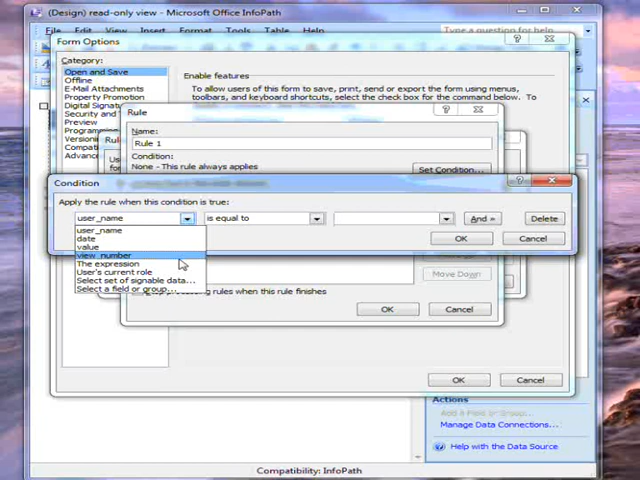 (Design) read-only view - Microsoft Office InfoPath
File Edit View Insert Format Tools Table Help
Type a question for help
Form Options
Category:
Open and Save
Offline
E-Mail Attachments
Property Promotion
Digital Signatu
Security and
Preview
Programming
Versioning
Compatib
Advance
Enable features
To allow users of this form to save, print, send or export the form using menus,
toolbars, and keyboard shortcuts, select the check box for the command below.
Rule
Name:
Rule 1
Condition:
None - This rule always applies
Set Condition...
Condition
Apply the rule when this condition is true:
user_name
is equal to
And »
Delete
user_name
date
value
view_number
The expression
User's current role
Select set of signable data...
Select a field or group...
OK
Cancel
Move Down
processing rules when this rule finishes
OK
Cancel
OK
Cancel
Actions
Add a Field or Group...
Manage Data Connections...
Help with the Data Source
Compatibility: InfoPath